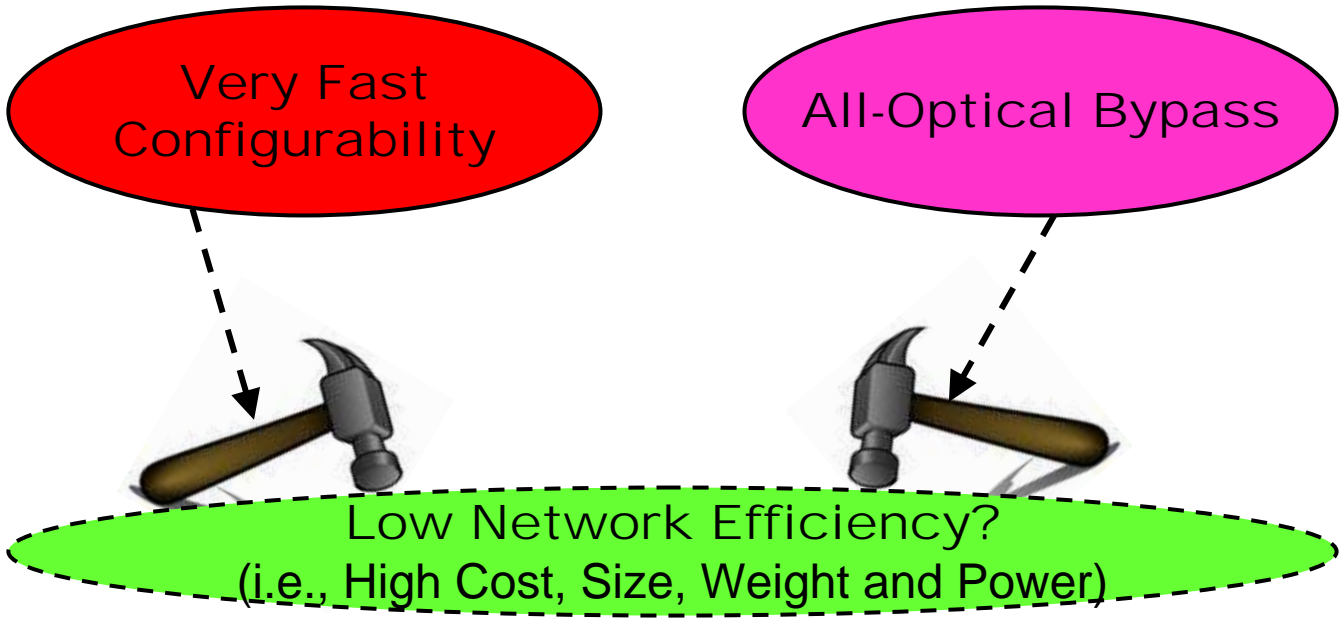 Very Fast
Configurability
All-Optical Bypass
Low Network Efficiency?
(i.e., High Cost, Size, Weight and Power)